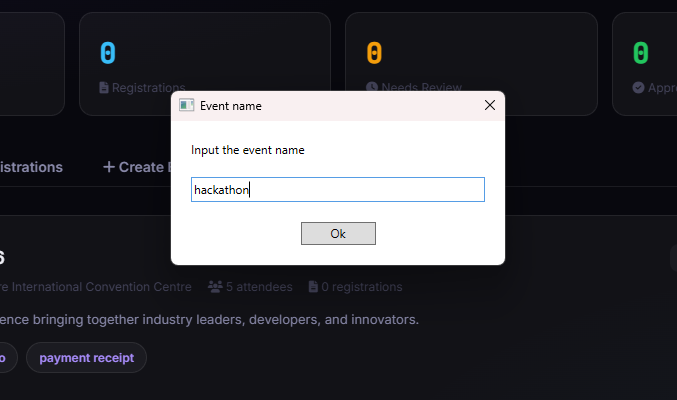 0
0
0
Registrations
Needs Review
Appr
Event name
Input the event name
hackathon
Ok
istrations
+ Create E
6
re International Convention Centre 5 attendees 0 registrations
ence bringing together industry leaders, developers, and innovators.
o
payment receipt